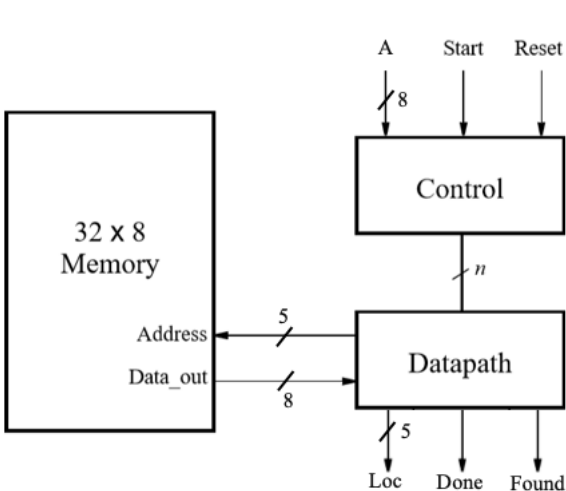 A Start Reset
8
Control
32 x 8
Memory
n
5
Address
Datapath
Data_out
8
5
Loc Done Found